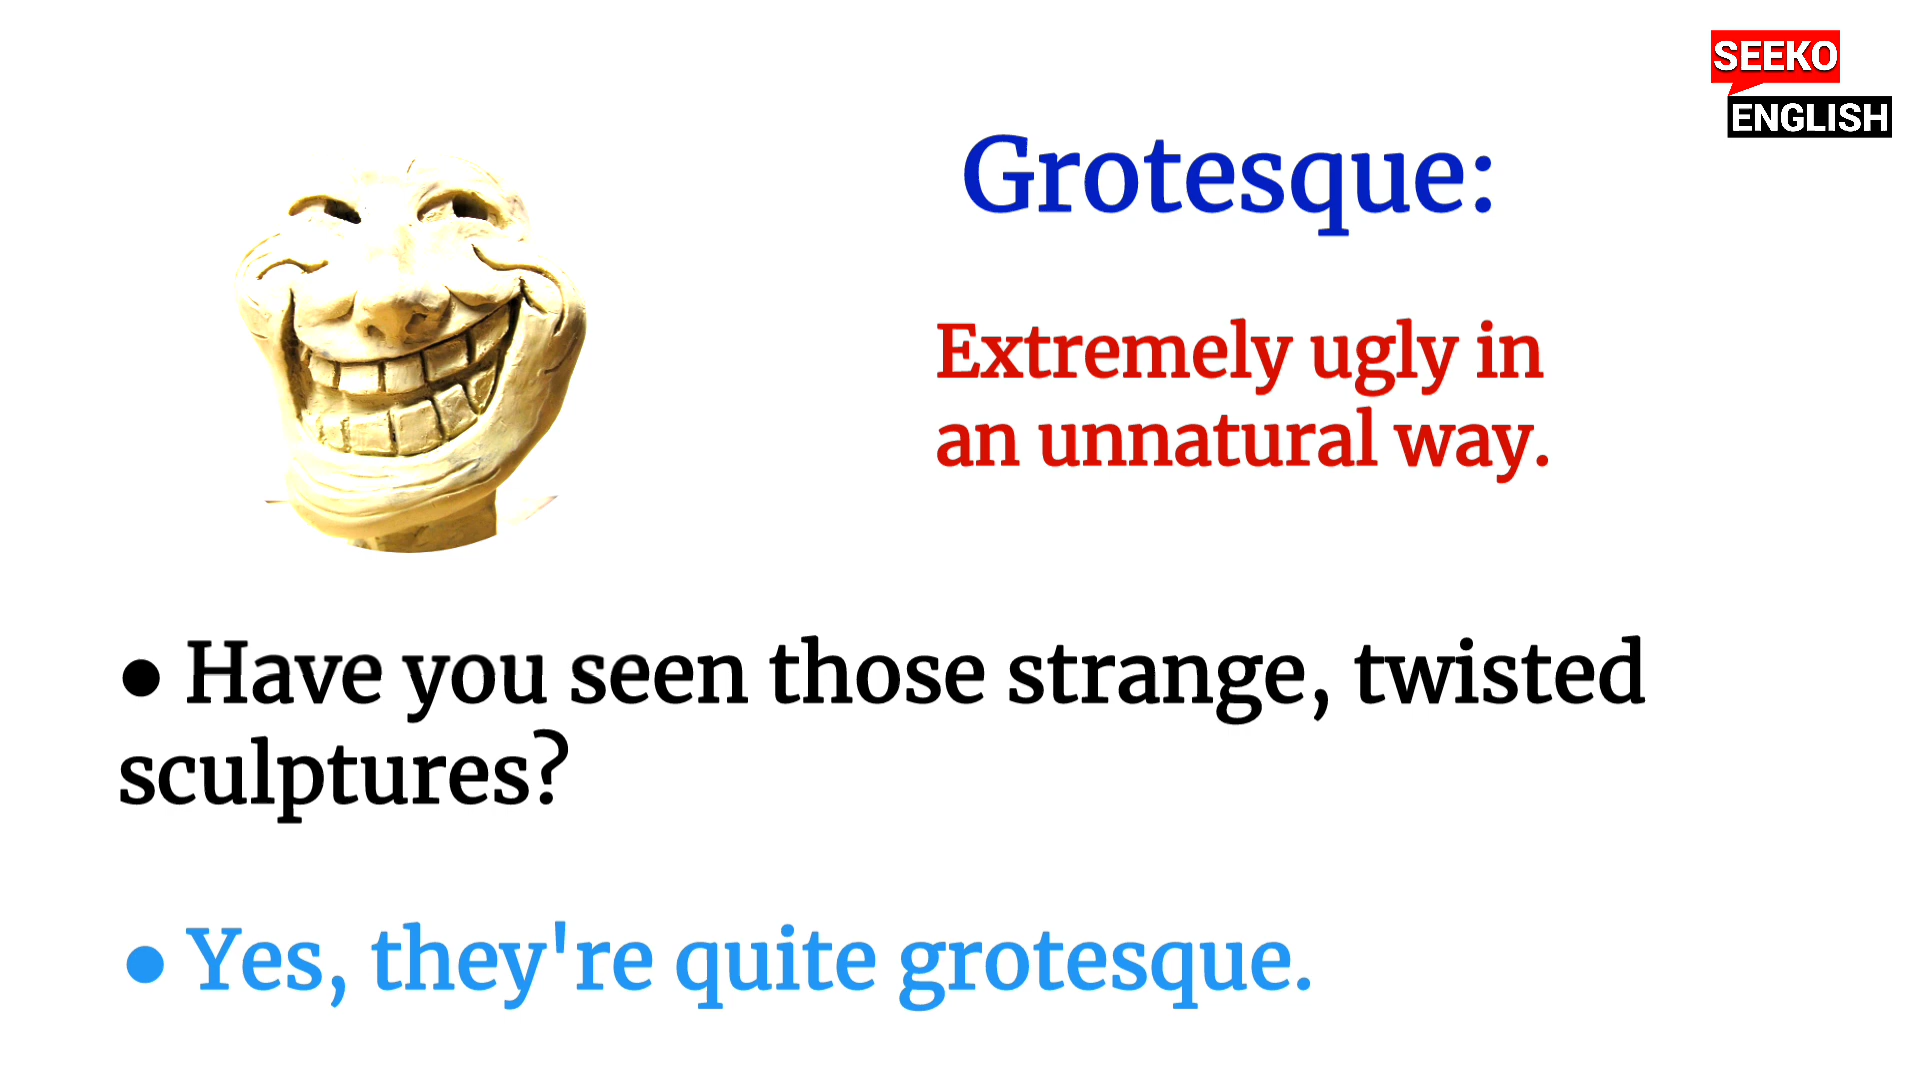 SEEKO
ENGLISH
Grotesque:
Extremely ugly in
an unnatural way.
● Have you seen those strange, twisted
sculptures?
● Yes, they're quite grotesque.